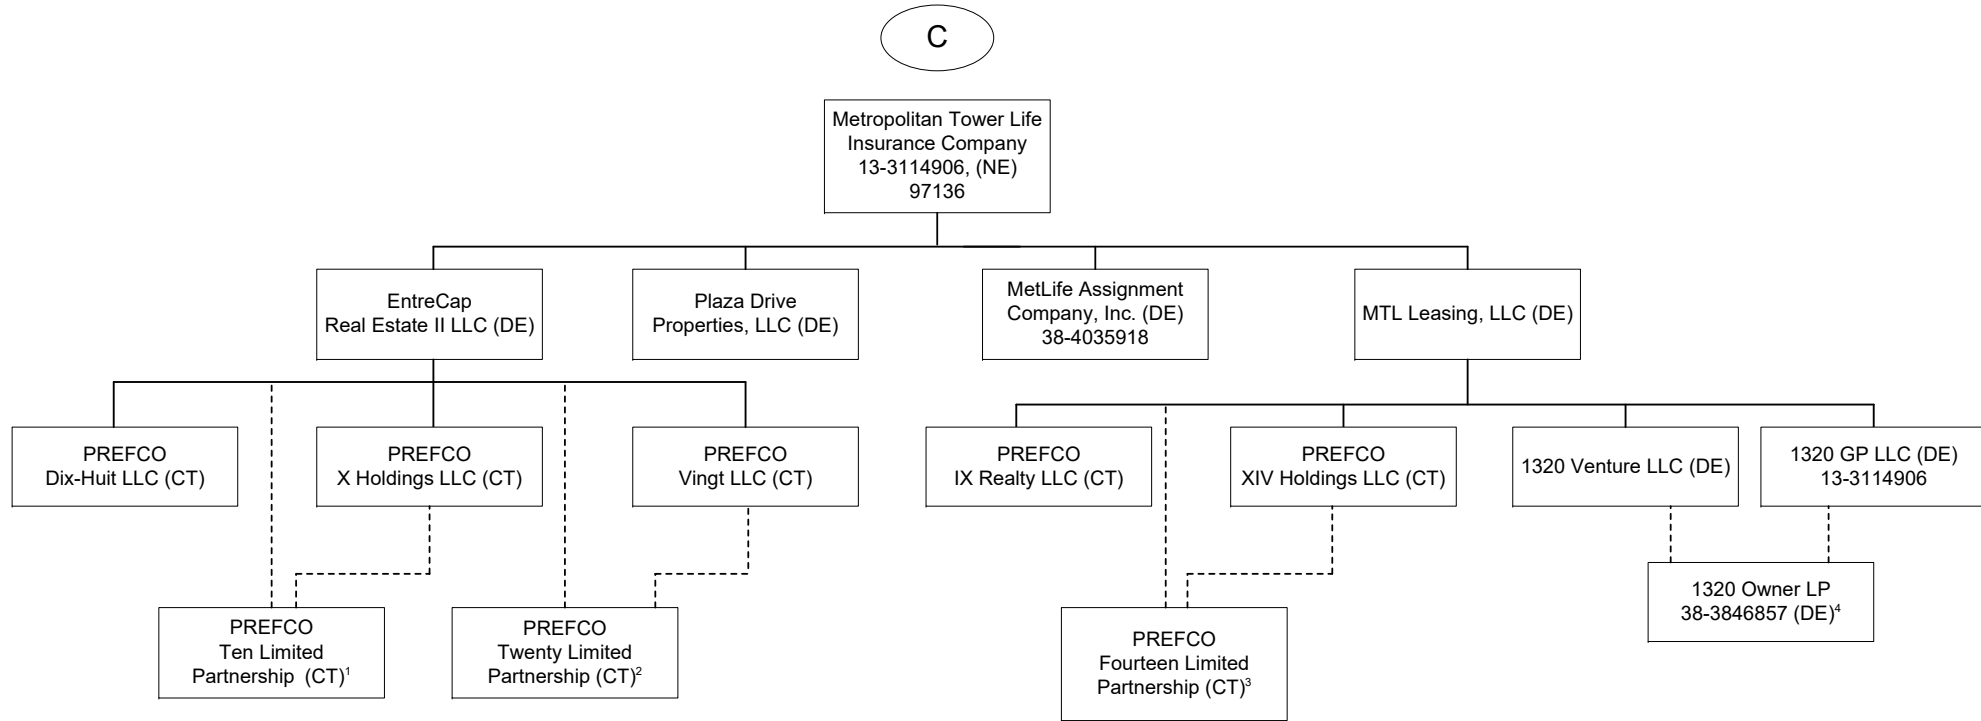 C
Metropolitan Tower Life
Insurance Company
13-3114906, (NE)
97136
EntreCap
Real Estate II LLC (DE)
Plaza Drive
Properties, LLC (DE)
MetLife Assignment
Company, Inc. (DE)
38-4035918
MTL Leasing, LLC (DE)
PREFCO
Dix-Huit LLC (CT)
PREFCO
X Holdings LLC (CT)
PREFCO
Vingt LLC (CT)
PREFCO
IX Realty LLC (CT)
PREFCO
XIV Holdings LLC (CT)
1320 Venture LLC (DE)
1320 GP LLC (DE)
13-3114906
PREFCO
Ten Limited
Partnership (CT)¹
PREFCO
Twenty Limited
Partnership (CT)²
PREFCO
Fourteen Limited
Partnership (CT)³
1320 Owner LP
38-3846857 (DE)⁴